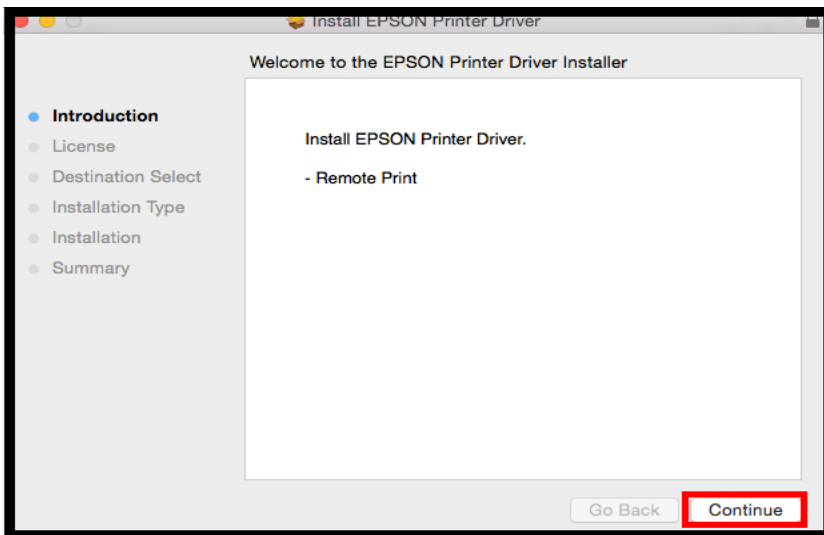 Install EPSON Printer Driver
Welcome to the EPSON Printer Driver Installer
Introduction
License
Destination Select
Installation Type
Installation
Summary
Install EPSON Printer Driver.
- Remote Print
Go Back
Continue